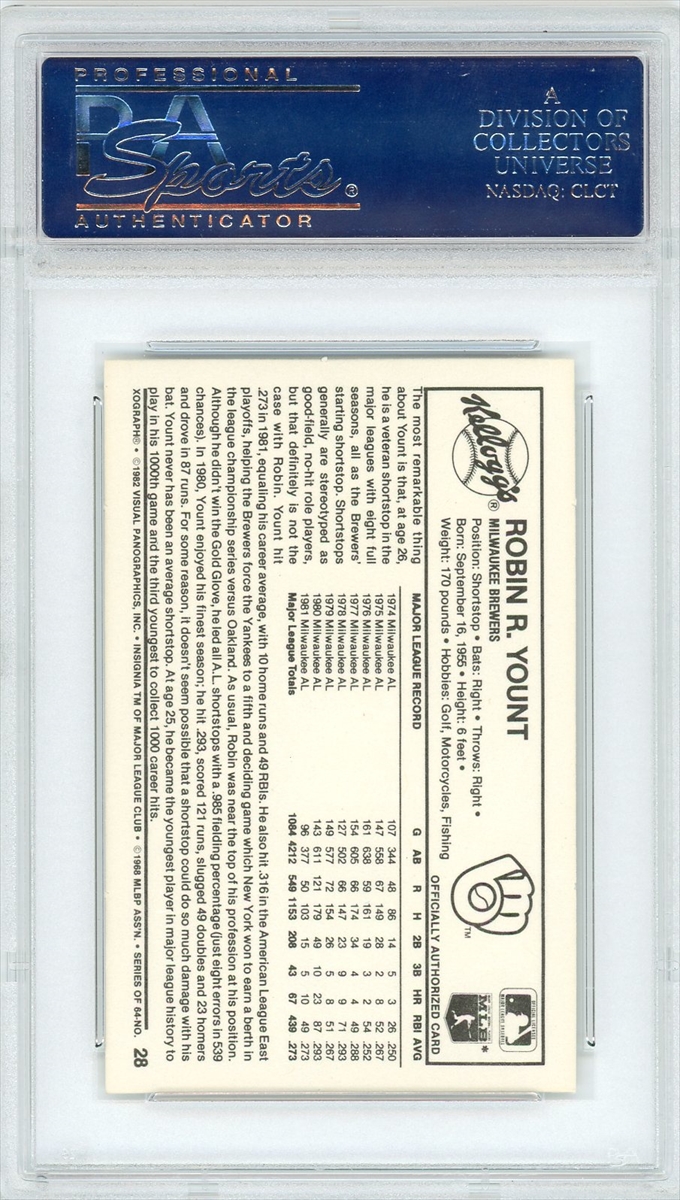 PROFESSIONAL
PSA
Sports®
AUTHENTICATOR
A
DIVISION OF
COLLECTORS
UNIVERSE
NASDAQ: CLCT
Kellogg's®
ROBIN R. YOUNT
MILWAUKEE BREWERS
Position: Shortstop • Bats: Right • Throws: Right •
Born: September 16, 1955 • Height: 6 feet •
Weight: 170 pounds • Hobbies: Golf, Motorcycles, Fishing
TM
OFFICIALLY AUTHORIZED CARD
MLB*
The most remarkable thing
about Yount is that, at age 26,
he is a veteran shortstop in the
major leagues with eight full
seasons, all as the Brewers'
starting shortstop. Shortstops
generally are stereotyped as
good-field, no-hit role players,
but that definitely is not the
case with Robin. Yount hit
MAJOR LEAGUE RECORD G AB R H 2B 3B HR RBI AVG
1974 Milwaukee AL 107 344 48 86 14 5 3 26 .250
1975 Milwaukee AL 147 558 67 149 28 2 8 52 .267
1976 Milwaukee AL 161 638 59 161 19 3 2 54 .252
1977 Milwaukee AL 154 605 66 174 34 4 4 49 .288
1978 Milwaukee AL 127 502 66 147 23 9 9 71 .293
1979 Milwaukee AL 149 577 72 154 26 5 8 51 .267
1980 Milwaukee AL 143 611 121 179 49 10 23 87 .293
1981 Milwaukee AL 96 377 50 103 15 5 10 49 .273
Major League Totals 1084 4212 549 1153 208 43 67 439 .273
.273 in 1981, equaling his career average, with 10 home runs and 49 RBIs. He also hit .316 in the American League East
playoffs, helping the Brewers force the Yankees to a fifth and deciding game which New York won to earn a berth in
the league championship series versus Oakland. As usual, Robin was near the top of his profession at his position.
Although he didn't win the Gold Glove, he led all A.L. shortstops with a .985 fielding percentage (just eight errors in 539
chances). In 1980, Yount enjoyed his finest season; he hit .293, scored 121 runs, slugged 49 doubles and 23 homers
and drove in 87 runs. For some reason, it doesn't seem possible that a shortstop could do so much damage with his
bat. Yount never has been an average shortstop. At age 25, he became the youngest player in major league history to
play in his 1000th game and the third youngest to collect 1000 career hits.
XOGRAPH® • ©1982 VISUAL PANOGRAPHICS, INC. • INSIGNIA TM OF MAJOR LEAGUE CLUB • ©1968 MLBP ASS'N. • SERIES OF 64-NO. 28